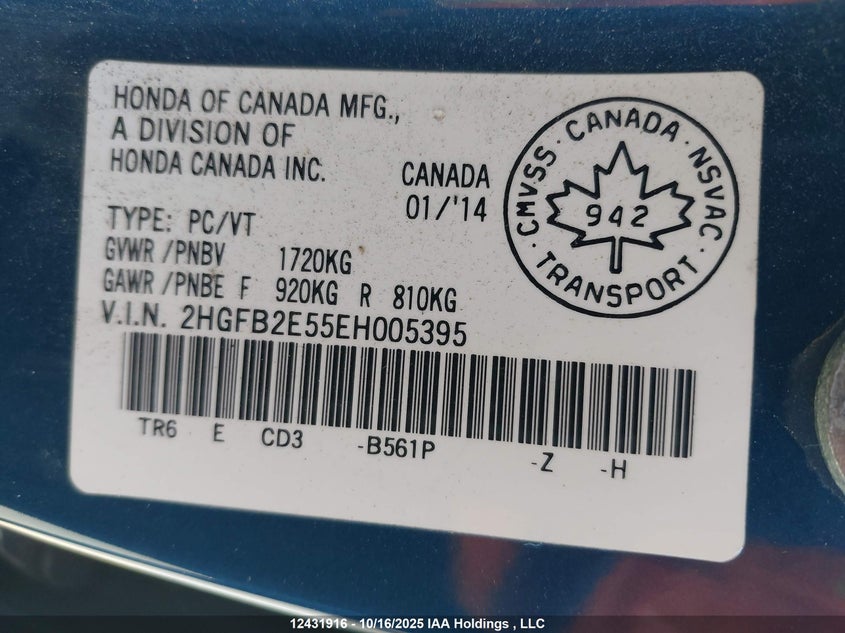 HONDA OF CANADA MFG.,
A DIVISION OF
HONDA CANADA INC.
CANADA
01/'14
TYPE: PC/VT
GVWR /PNBV 1720KG
GAWR /PNBE F 920KG R 810KG
V.I.N. 2HGFB2E55EH005395
TR6 E CD3 -B561P -Z -H
CMVSS · CANADA · NSVAC
942
· TRANSPORT ·
12431916 - 10/16/2025 IAA Holdings , LLC